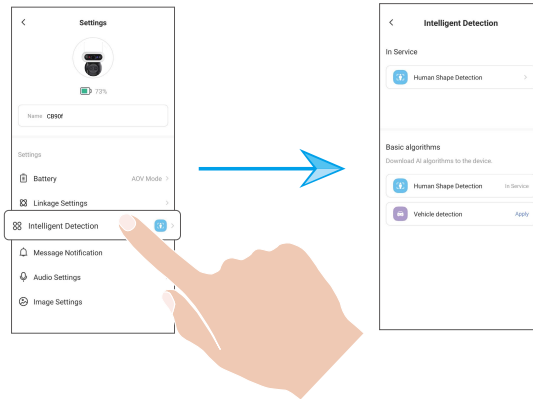 Settings
73%
Name CB90f
Settings
Battery AOV Mode
Linkage Settings
Intelligent Detection
Message Notification
Audio Settings
Image Settings
Intelligent Detection
In Service
Human Shape Detection
Basic algorithms
Download AI algorithms to the device.
Human Shape Detection In Service
Vehicle detection Apply